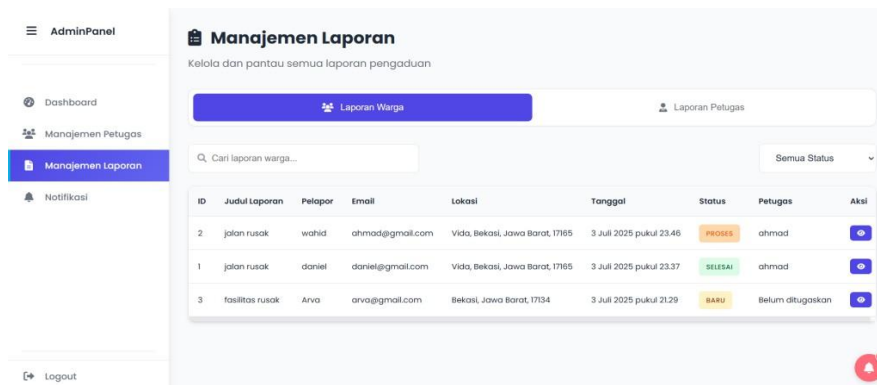 AdminPanel
Dashboard
Manajemen Petugas
Manajemen Laporan
Notifikasi
Logout
Manajemen Laporan
Kelola dan pantau semua laporan pengaduan
Laporan Warga
Laporan Petugas
Cari laporan warga...
Semua Status
ID Judul Laporan Pelapor Email Lokasi Tanggal Status Petugas Aksi
2 jalan rusak wahid ahmad@gmail.com Vida, Bekasi, Jawa Barat, 17165 3 Juli 2025 pukul 23.46 PROSES ahmad
1 jalan rusak daniel daniel@gmail.com Vida, Bekasi, Jawa Barat, 17165 3 Juli 2025 pukul 23.37 SELESAI ahmad
3 fasilitas rusak Arva arva@gmail.com Bekasi, Jawa Barat, 17134 3 Juli 2025 pukul 21.29 BARU Belum ditugaskan